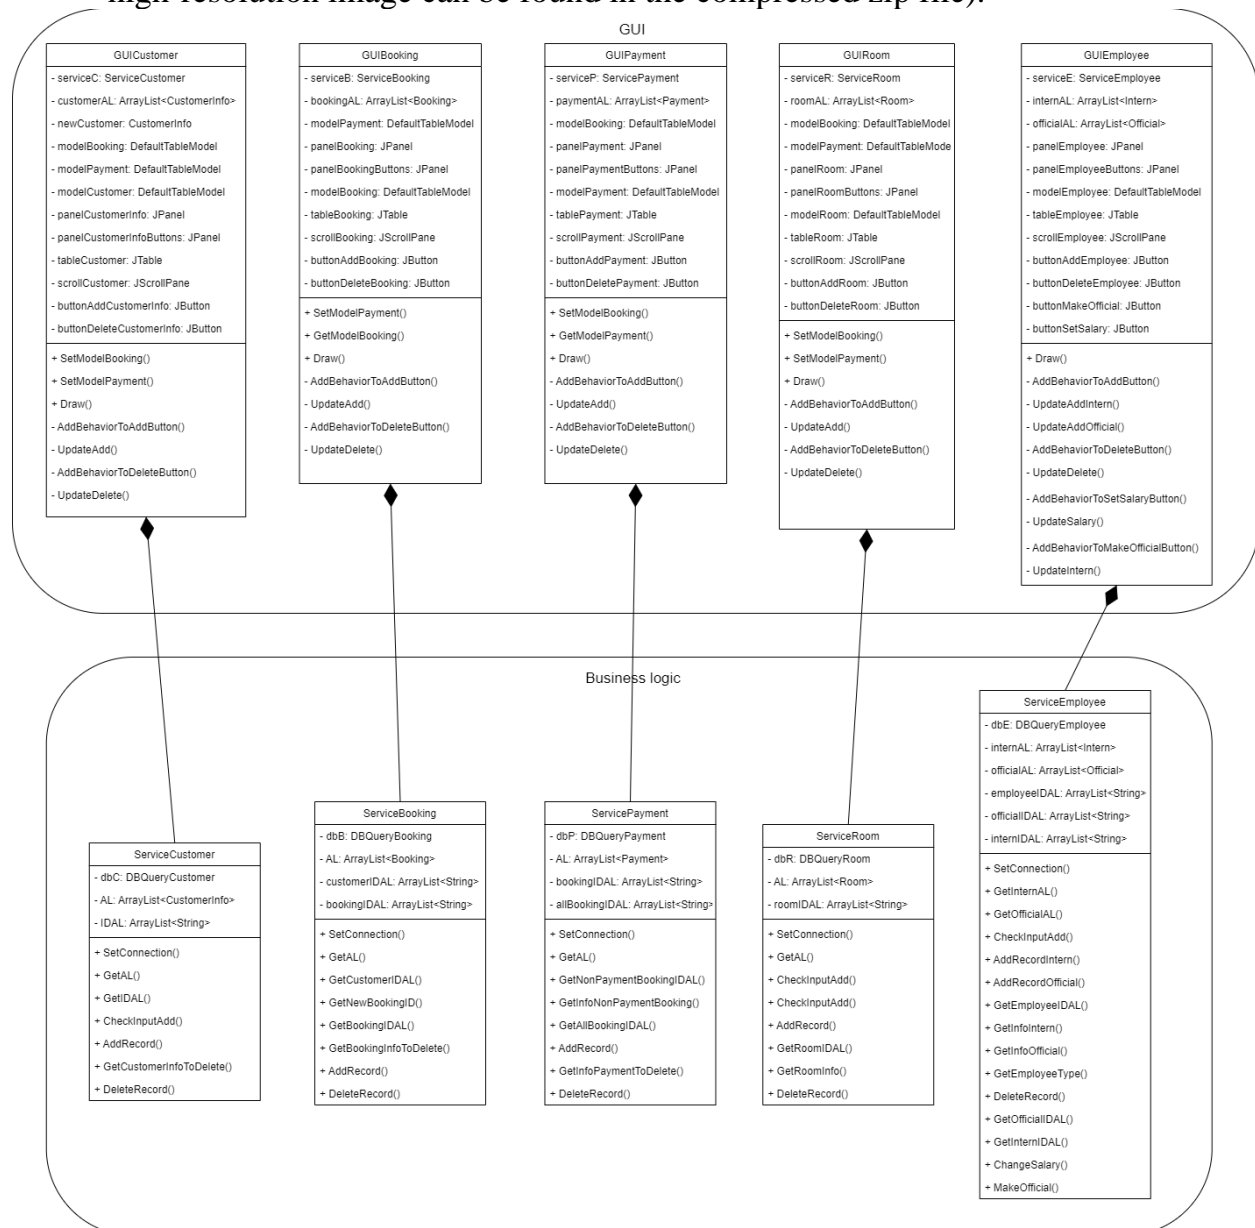 high-resolution image can be found in the compressed zip file).
GUI
GUICustomer
- serviceC: ServiceCustomer
- customerAL: ArrayList<CustomerInfo>
- newCustomer: CustomerInfo
- modelBooking: DefaultTableModel
- modelPayment: DefaultTableModel
- modelCustomer: DefaultTableModel
- panelCustomerInfo: JPanel
- panelCustomerInfoButtons: JPanel
- tableCustomer: JTable
- scrollCustomer: JScrollPane
- buttonAddCustomerInfo: JButton
- buttonDeleteCustomerInfo: JButton
+ SetModelBooking()
+ SetModelPayment()
+ Draw()
- AddBehaviorToAddButton()
- UpdateAdd()
- AddBehaviorToDeleteButton()
- UpdateDelete()
GUIBooking
- serviceB: ServiceBooking
- bookingAL: ArrayList<Booking>
- modelPayment: DefaultTableModel
- panelBooking: JPanel
- panelBookingButtons: JPanel
- modelBooking: DefaultTableModel
- tableBooking: JTable
- scrollBooking: JScrollPane
- buttonAddBooking: JButton
- buttonDeleteBooking: JButton
+ SetModelPayment()
+ GetModelBooking()
+ Draw()
- AddBehaviorToAddButton()
- UpdateAdd()
- AddBehaviorToDeleteButton()
- UpdateDelete()
GUIPayment
- serviceP: ServicePayment
- paymentAL: ArrayList<Payment>
- modelBooking: DefaultTableModel
- panelPayment: JPanel
- panelPaymentButtons: JPanel
- modelPayment: DefaultTableModel
- tablePayment: JTable
- scrollPayment: JScrollPane
- buttonAddPayment: JButton
- buttonDeletePayment: JButton
+ SetModelBooking()
+ GetModelPayment()
+ Draw()
- AddBehaviorToAddButton()
- UpdateAdd()
- AddBehaviorToDeleteButton()
- UpdateDelete()
GUIRoom
- serviceR: ServiceRoom
- roomAL: ArrayList<Room>
- modelBooking: DefaultTableModel
- modelPayment: DefaultTableMode
- panelRoom: JPanel
- panelRoomButtons: JPanel
- modelRoom: DefaultTableModel
- tableRoom: JTable
- scrollRoom: JScrollPane
- buttonAddRoom: JButton
- buttonDeleteRoom: JButton
+ SetModelBooking()
+ SetModelPayment()
+ Draw()
- AddBehaviorToAddButton()
- UpdateAdd()
- AddBehaviorToDeleteButton()
- UpdateDelete()
GUIEmployee
- serviceE: ServiceEmployee
- internAL: ArrayList<Intern>
- officialAL: ArrayList<Official>
- panelEmployee: JPanel
- panelEmployeeButtons: JPanel
- modelEmployee: DefaultTableModel
- tableEmployee: JTable
- scrollEmployee: JScrollPane
- buttonAddEmployee: JButton
- buttonDeleteEmployee: JButton
- buttonMakeOfficial: JButton
- buttonSetSalary: JButton
+ Draw()
- AddBehaviorToAddButton()
- UpdateAddIntern()
- UpdateAddOfficial()
- AddBehaviorToDeleteButton()
- UpdateDelete()
- AddBehaviorToSetSalaryButton()
- UpdateSalary()
- AddBehaviorToMakeOfficialButton()
- UpdateIntern()
Business logic
ServiceCustomer
- dbC: DBQueryCustomer
- AL: ArrayList<CustomerInfo>
- IDAL: ArrayList<String>
+ SetConnection()
+ GetAL()
+ GetIDAL()
+ CheckInputAdd()
+ AddRecord()
+ GetCustomerInfoToDelete()
+ DeleteRecord()
ServiceBooking
- dbB: DBQueryBooking
- AL: ArrayList<Booking>
- customerIDAL: ArrayList<String>
- bookingIDAL: ArrayList<String>
+ SetConnection()
+ GetAL()
+ GetCustomerIDAL()
+ GetNewBookingID()
+ GetBookingIDAL()
+ GetBookingInfoToDelete()
+ AddRecord()
+ DeleteRecord()
ServicePayment
- dbP: DBQueryPayment
- AL: ArrayList<Payment>
- bookingIDAL: ArrayList<String>
- allBookingIDAL: ArrayList<String>
+ SetConnection()
+ GetAL()
+ GetNonPaymentBookingIDAL()
+ GetInfoNonPaymentBooking()
+ GetAllBookingIDAL()
+ AddRecord()
+ GetInfoPaymentToDelete()
+ DeleteRecord()
ServiceRoom
- dbR: DBQueryRoom
- AL: ArrayList<Room>
- roomIDAL: ArrayList<String>
+ SetConnection()
+ GetAL()
+ CheckInputAdd()
+ CheckInputAdd()
+ AddRecord()
+ GetRoomIDAL()
+ GetRoomInfo()
+ DeleteRecord()
ServiceEmployee
- dbE: DBQueryEmployee
- internAL: ArrayList<Intern>
- officialAL: ArrayList<Official>
- employeeIDAL: ArrayList<String>
- officialIDAL: ArrayList<String>
- internIDAL: ArrayList<String>
+ SetConnection()
+ GetInternAL()
+ GetOfficialAL()
+ CheckInputAdd()
+ AddRecordIntern()
+ AddRecordOfficial()
+ GetEmployeeIDAL()
+ GetInfoIntern()
+ GetInfoOfficial()
+ GetEmployeeType()
+ DeleteRecord()
+ GetOfficialIDAL()
+ GetInternIDAL()
+ ChangeSalary()
+ MakeOfficial()